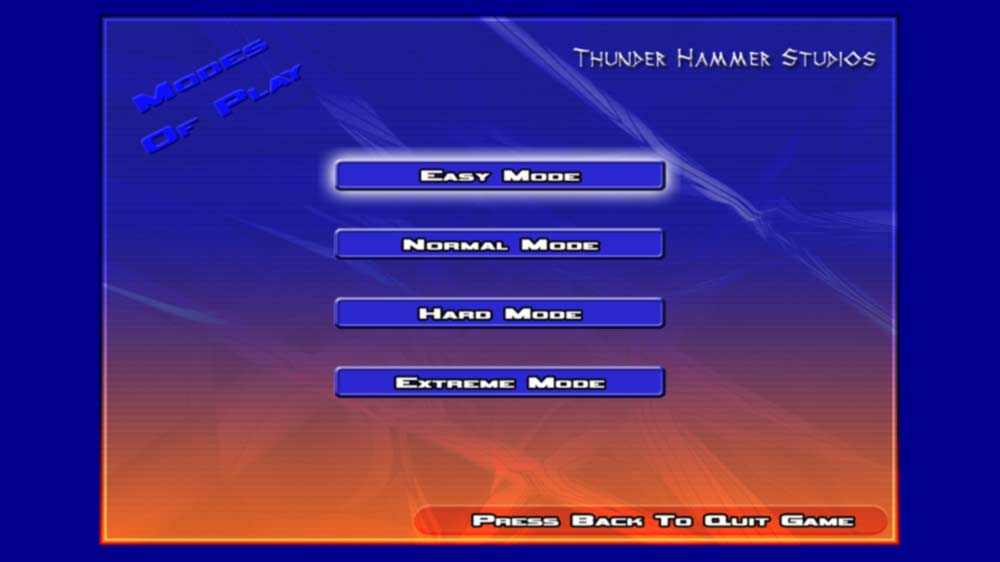 Modes
Of Play
Thunder Hammer Studios
Easy Mode
Normal Mode
Hard Mode
Extreme Mode
Press Back To Quit Game